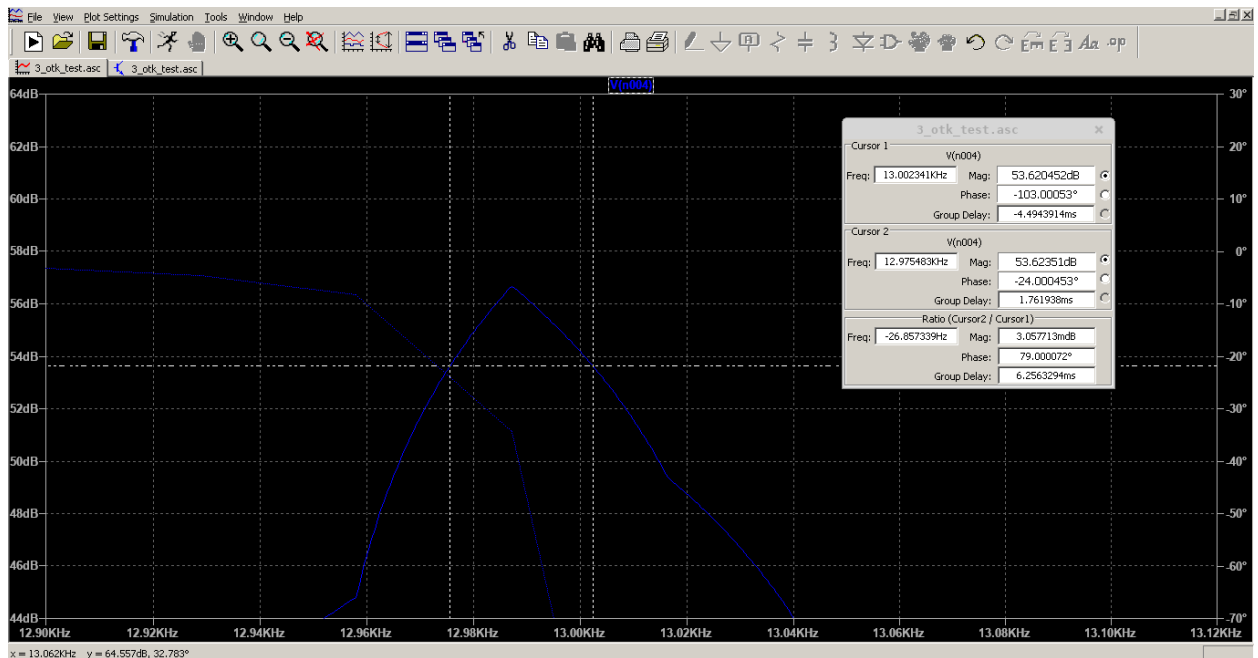 File View Plot Settings Simulation Tools Window Help
3_otk_test.asc 3_otk_test.asc
V(n004)
64dB 30°
62dB 20°
60dB 10°
58dB 0°
56dB -10°
54dB -20°
52dB -30°
50dB -40°
48dB -50°
46dB -60°
44dB -70°
12.90KHz 12.92KHz 12.94KHz 12.96KHz 12.98KHz 13.00KHz 13.02KHz 13.04KHz 13.06KHz 13.08KHz 13.10KHz 13.12KHz
3_otk_test.asc
Cursor 1
V(n004)
Freq: 13.002341KHz Mag: 53.620452dB
Phase: -103.00053°
Group Delay: -4.4943914ms
Cursor 2
V(n004)
Freq: 12.975483KHz Mag: 53.62351dB
Phase: -24.000453°
Group Delay: 1.761938ms
Ratio (Cursor2 / Cursor1)
Freq: -26.857339Hz Mag: 3.057713mdB
Phase: 79.000072°
Group Delay: 6.2563294ms
x = 13.062KHz y = 64.557dB, 32.783°